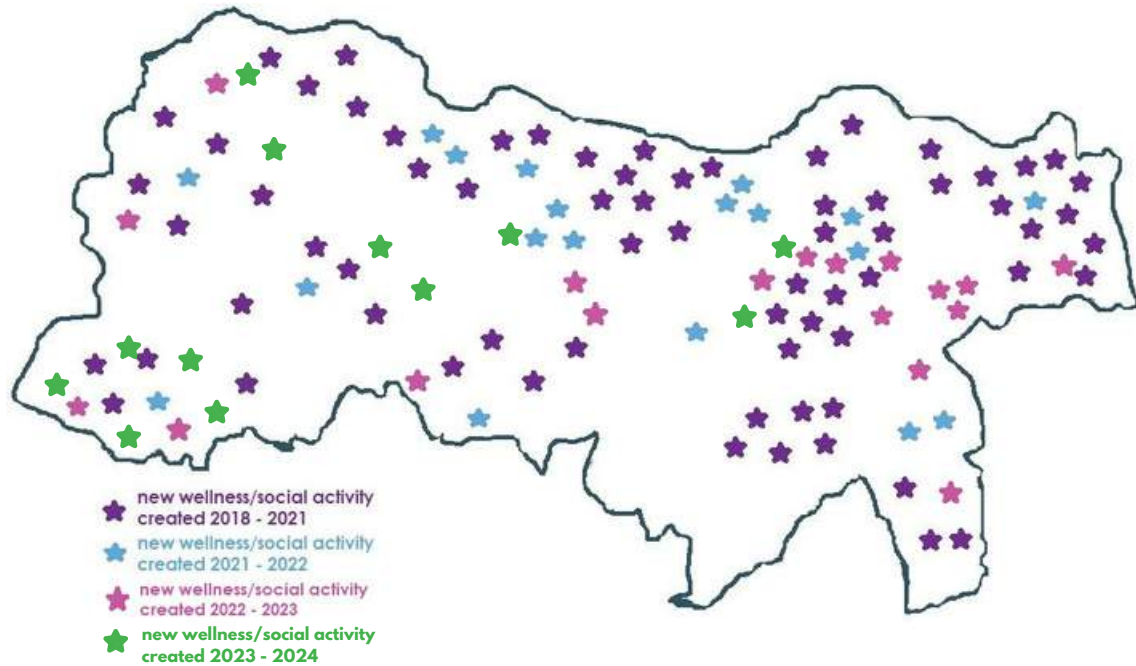 new wellness/social activity
created 2018 - 2021
new wellness/social activity
created 2021 - 2022
new wellness/social activity
created 2022 - 2023
new wellness/social activity
created 2023 - 2024